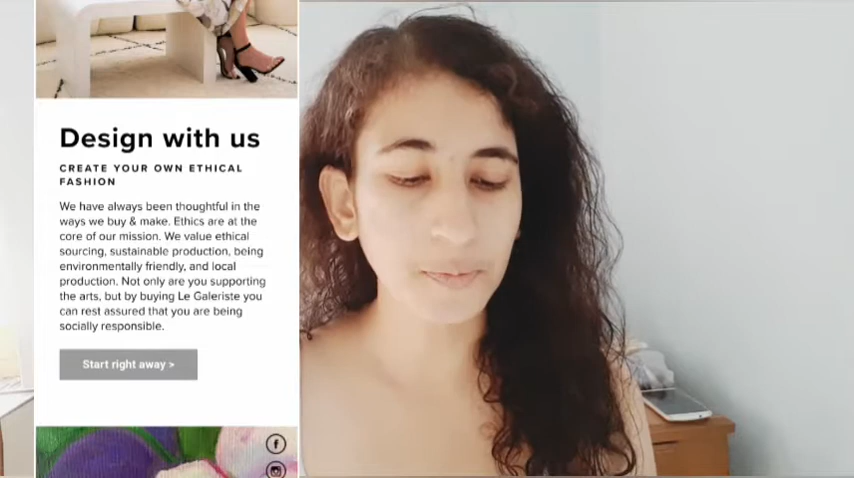 Design with us
CREATE YOUR OWN ETHICAL
FASHION
We have always been thoughtful in the
ways we buy & make. Ethics are at the
core of our mission. We value ethical
sourcing, sustainable production, being
environmentally friendly, and local
production. Not only are you supporting
the arts, but by buying Le Galeriste you
can rest assured that you are being
socially responsible.
Start right away >